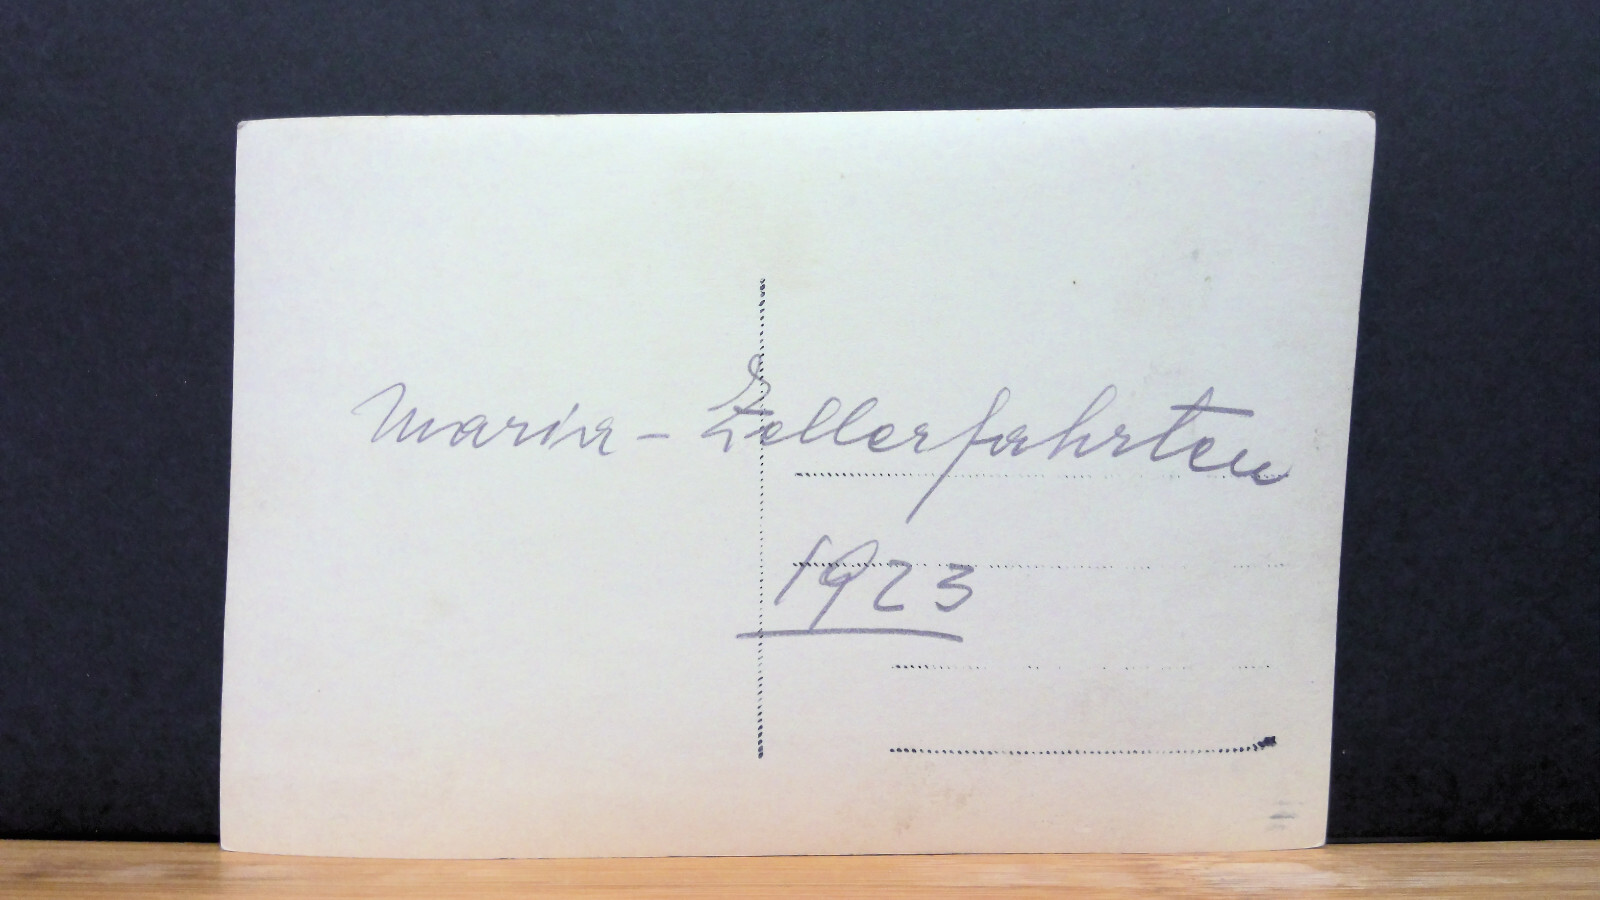 Maria - Zellerfahrten
1923